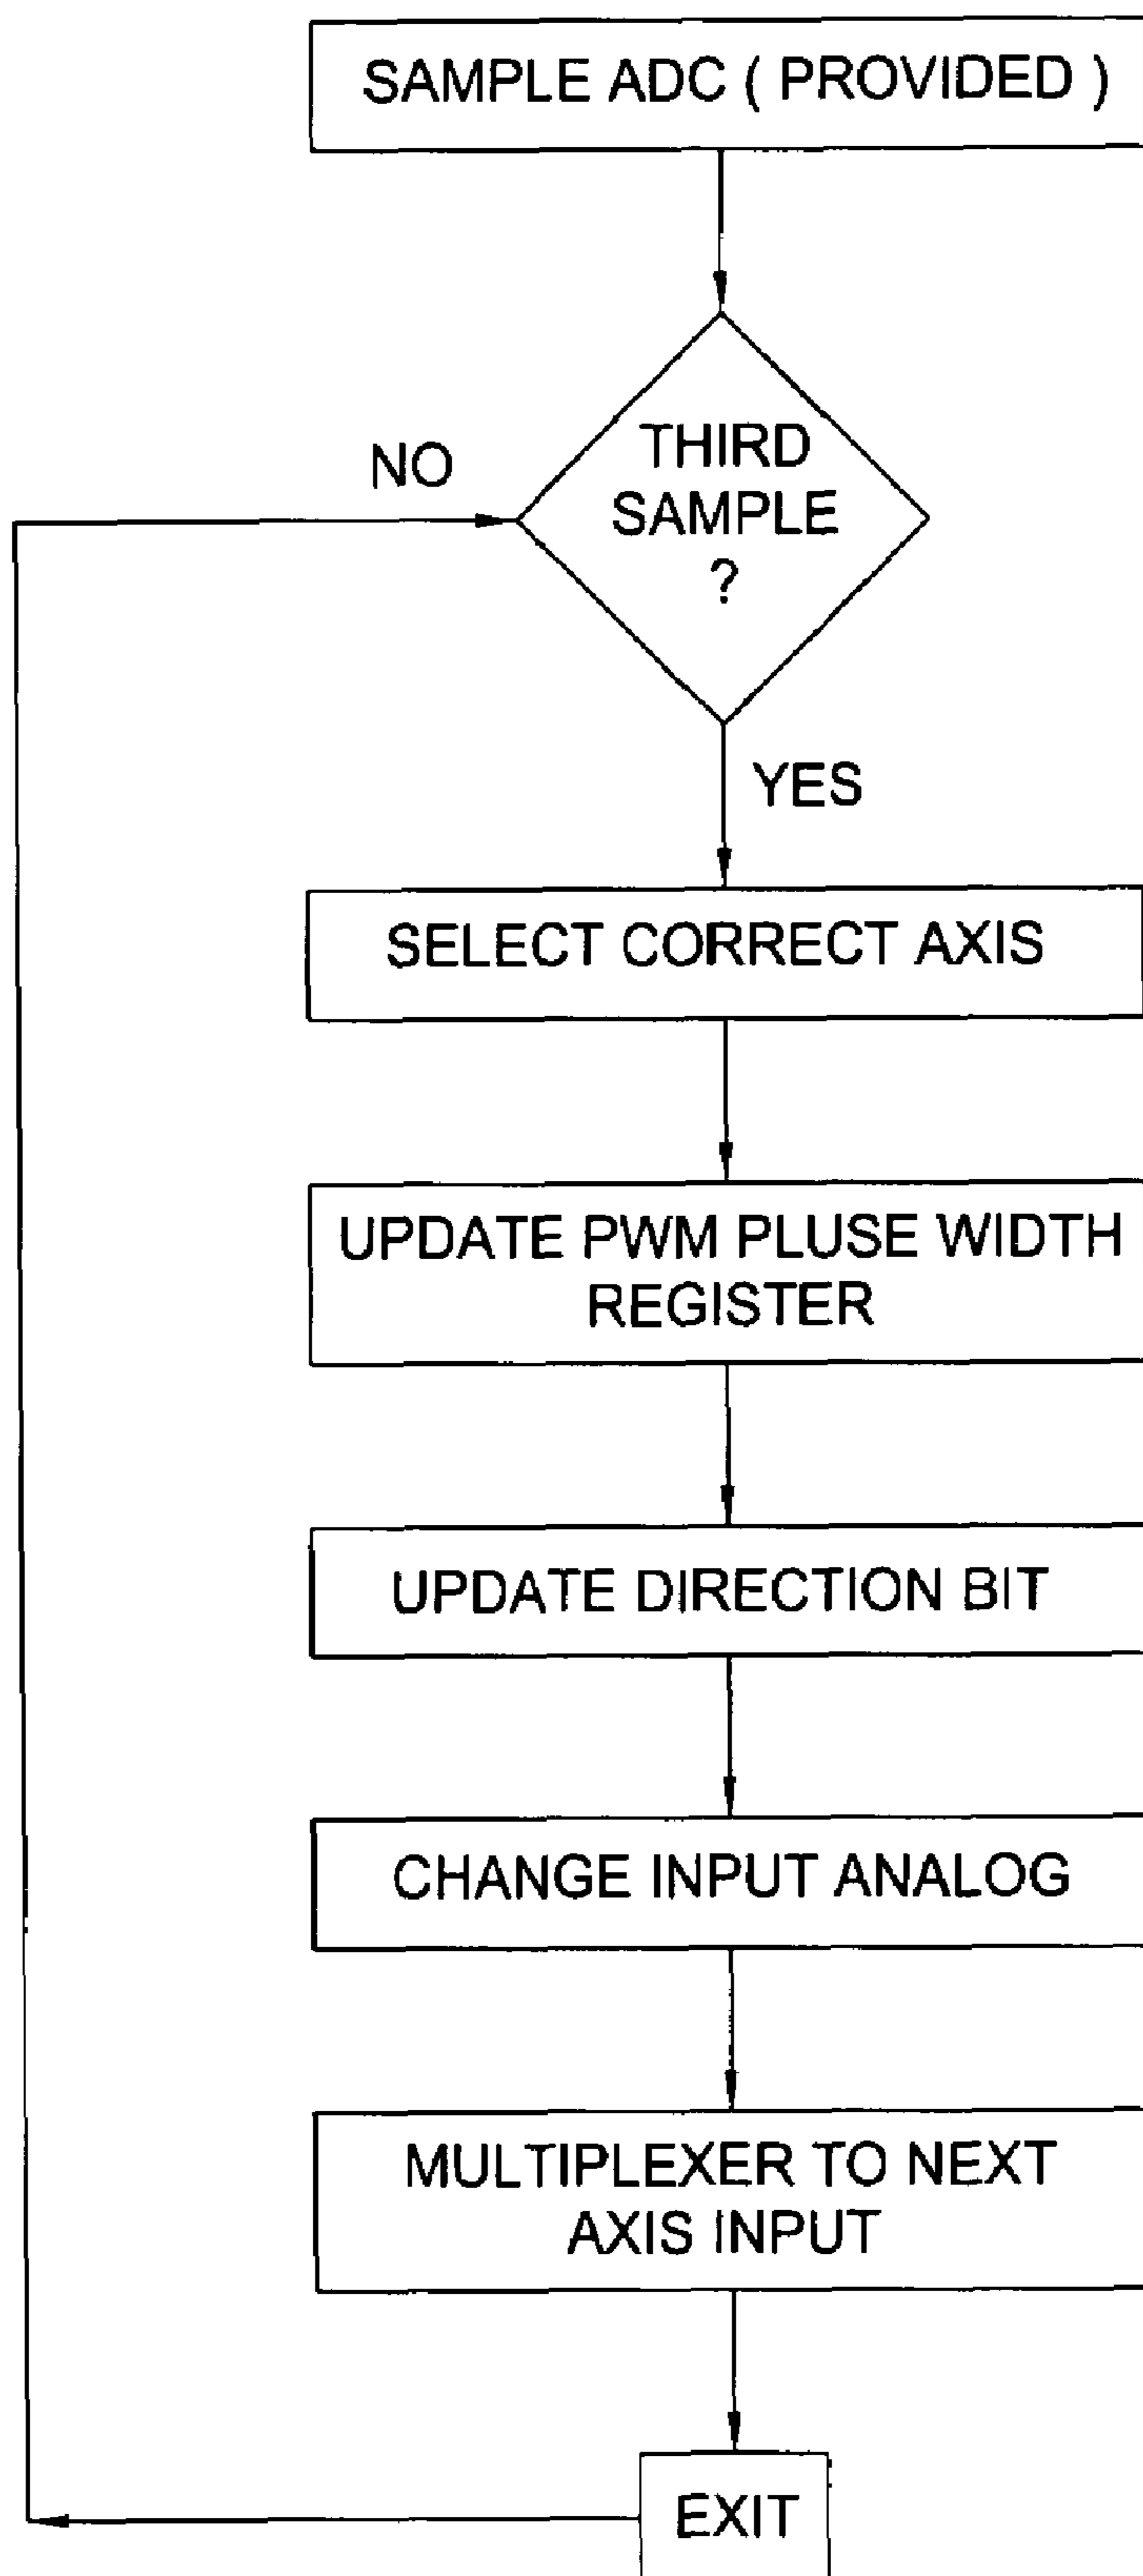 SAMPLE ADC ( PROVIDED )
THIRD
SAMPLE
?
NO
YES
SELECT CORRECT AXIS
UPDATE PWM PLUSE WIDTH
REGISTER
UPDATE DIRECTION BIT
CHANGE INPUT ANALOG
MULTIPLEXER TO NEXT
AXIS INPUT
EXIT